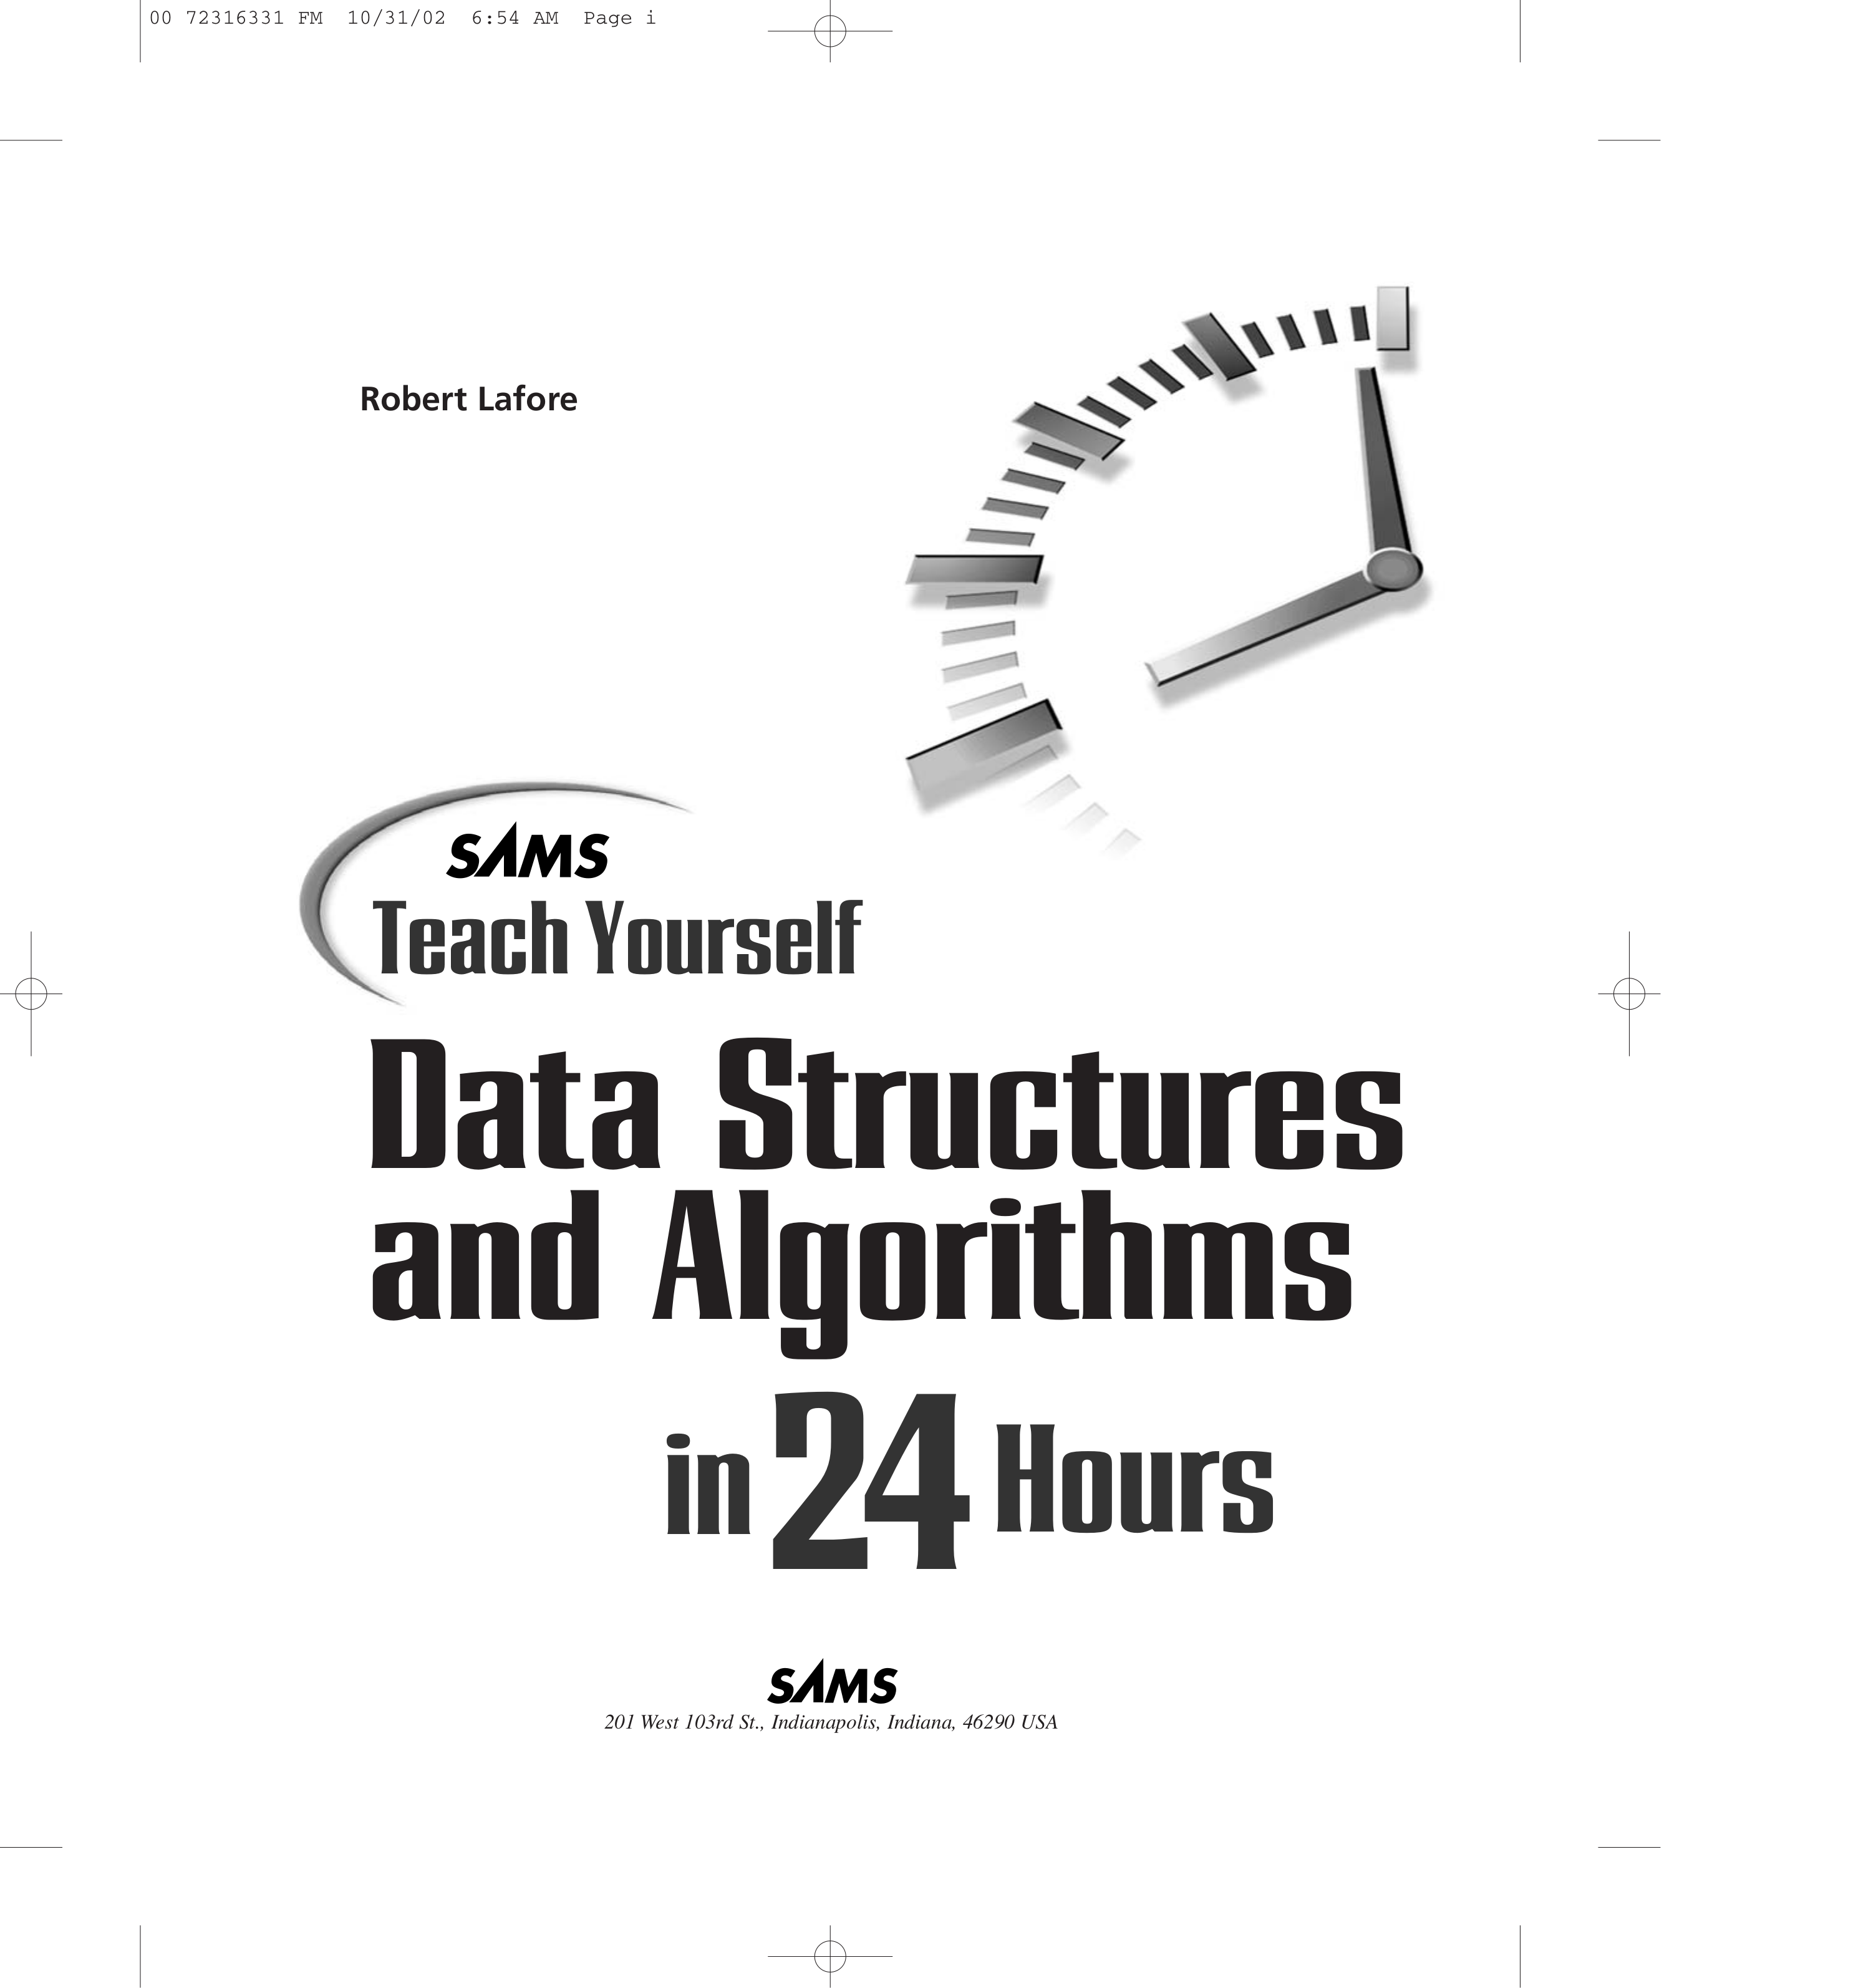 00 72316331 FM 10/31/02 6:54 AM Page i
Robert Lafore
SAMS
Teach Yourself
Data Structures
and Algorithms
in 24 Hours
SAMS
201 West 103rd St., Indianapolis, Indiana, 46290 USA